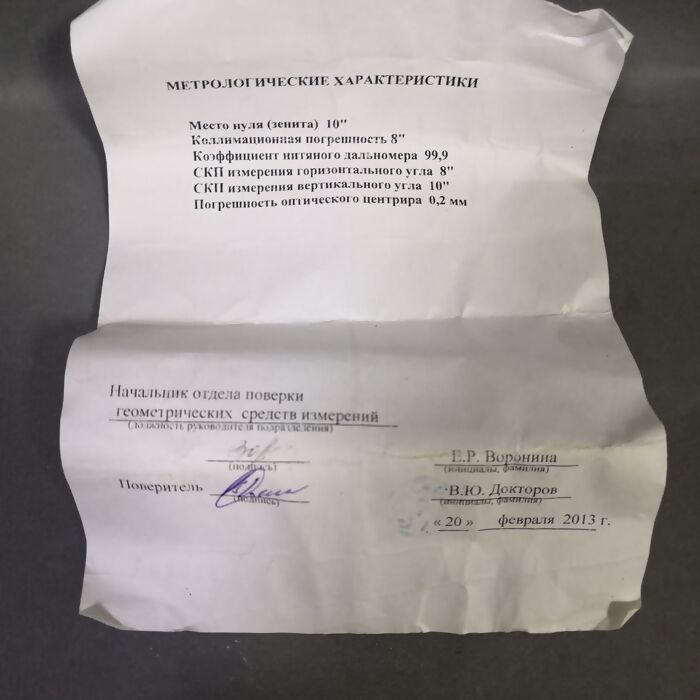 МЕТРОЛОГИЧЕСКИЕ ХАРАКТЕРИСТИКИ
Место нуля (зенита) 10"
Коллимационная погрешность 8"
Коэффициент нитяного дальномера 99,9
СКП измерения горизонтального угла 8"
СКП измерения вертикального угла 10"
Погрешность оптического центрира 0,2 мм
Начальник отдела поверки
геометрических средств измерений
(должность руководителя подразделения)
Е.Р. Воронина
(подпись) (инициалы, фамилия)
Поверитель В.Ю. Докторов
(подпись) (инициалы, фамилия)
« 20 » февраля 2013 г.